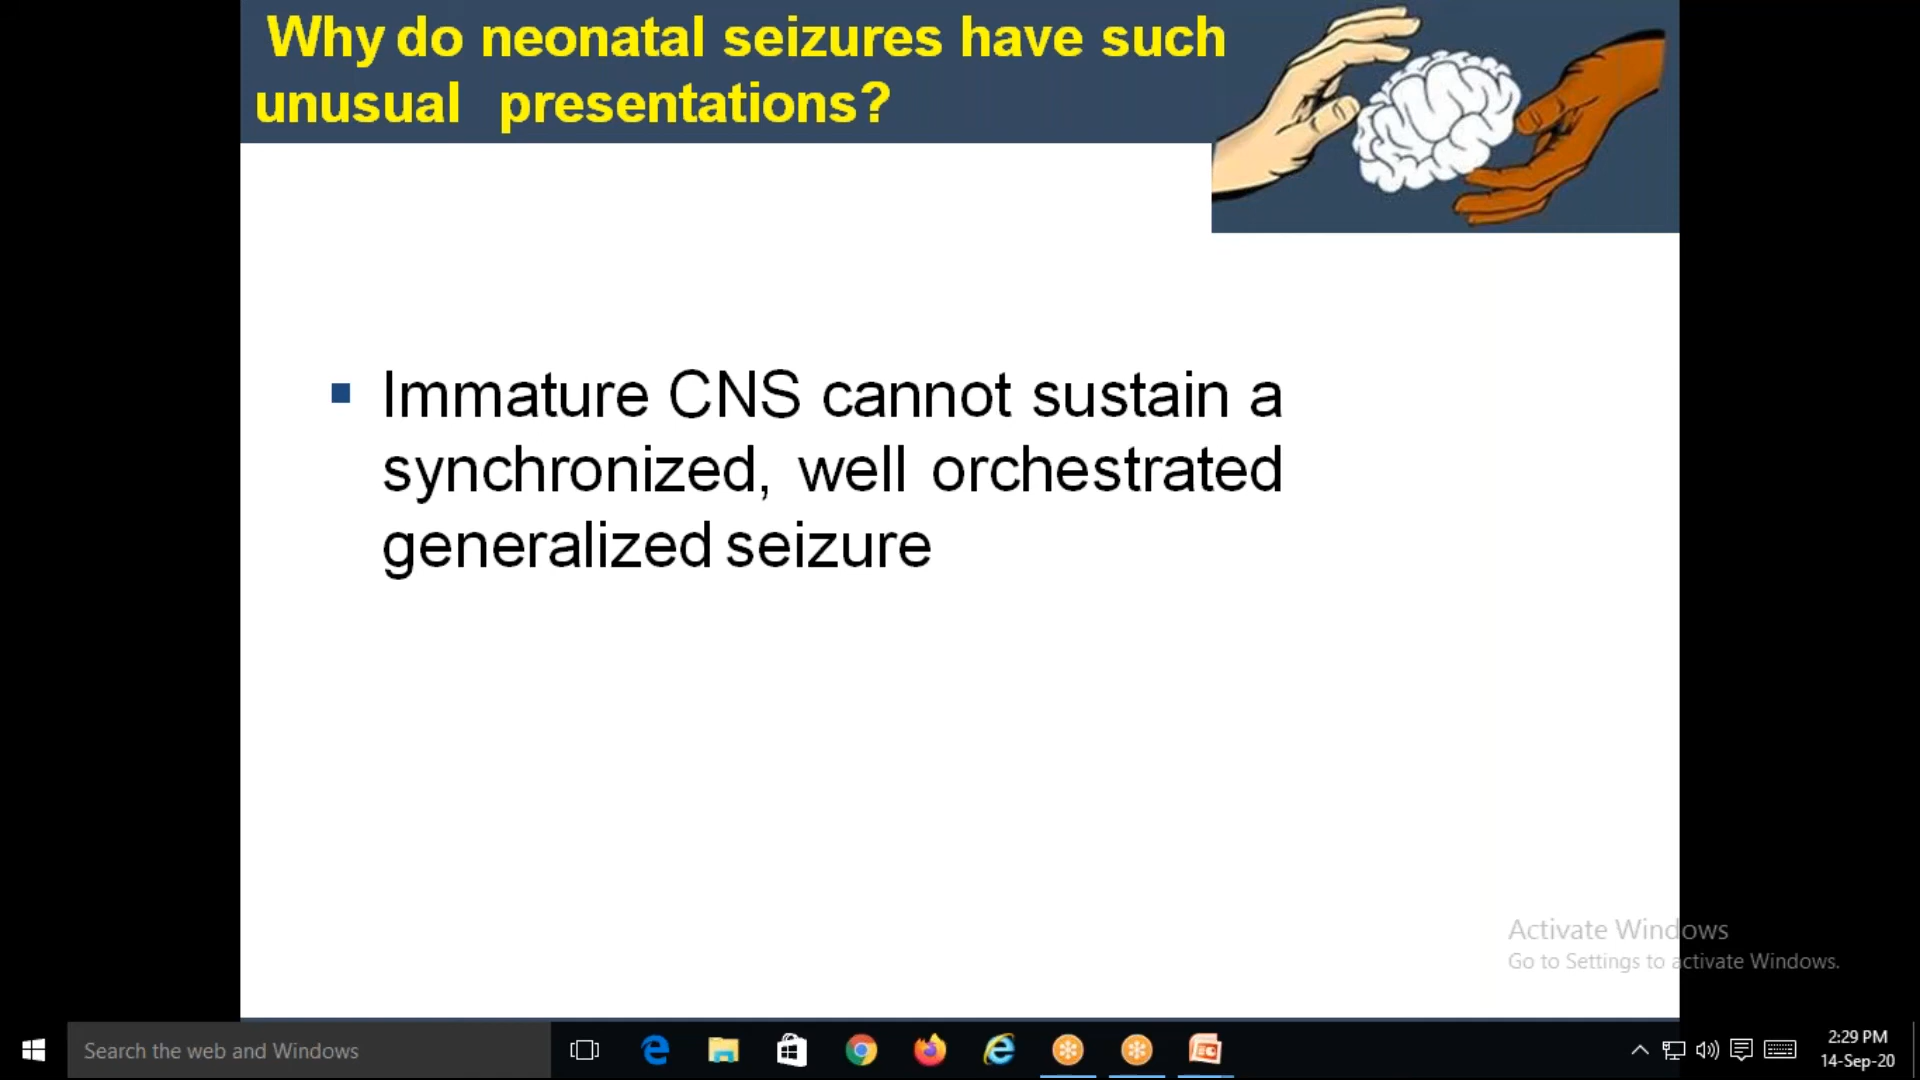 Why do neonatal seizures have such
unusual presentations?
Immature CNS cannot sustain a
synchronized, well orchestrated
generalized seizure
Activate Windows
Go to Settings to activate Windows.
Search the web and Windows
2:29 PM
14-Sep-20